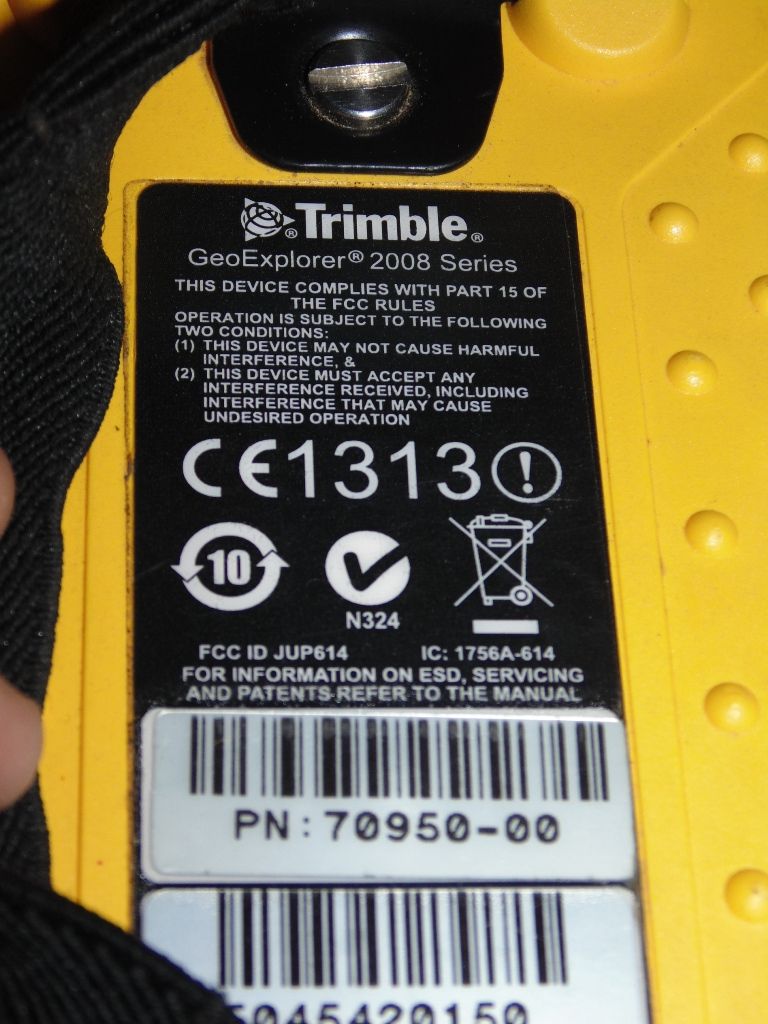 Trimble®
GeoExplorer® 2008 Series
THIS DEVICE COMPLIES WITH PART 15 OF
THE FCC RULES
OPERATION IS SUBJECT TO THE FOLLOWING
TWO CONDITIONS:
(1) THIS DEVICE MAY NOT CAUSE HARMFUL
INTERFERENCE, &
(2) THIS DEVICE MUST ACCEPT ANY
INTERFERENCE RECEIVED, INCLUDING
INTERFERENCE THAT MAY CAUSE
UNDESIRED OPERATION
CE1313
10
N324
FCC ID JUP614 IC: 1756A-614
FOR INFORMATION ON ESD, SERVICING
AND PATENTS REFER TO THE MANUAL
PN:70950-00
5045420150